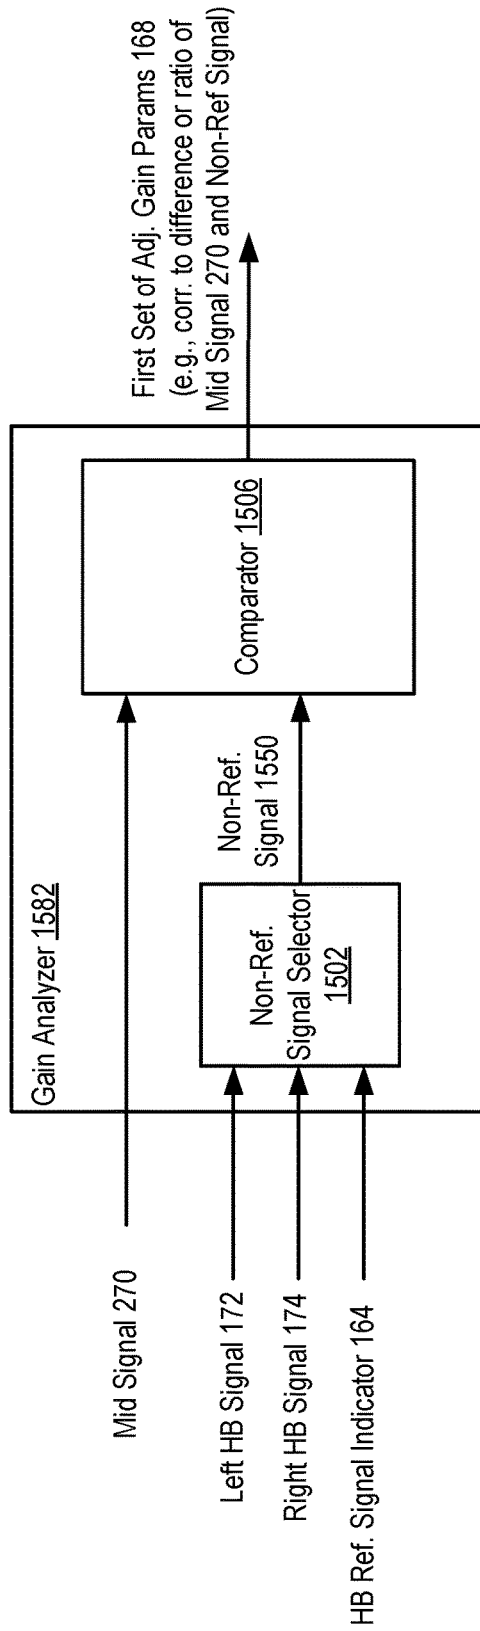 Gain Analyzer 1582
Mid Signal 270
Left HB Signal 172
Right HB Signal 174
HB Ref. Signal Indicator 164
Non-Ref.
Signal Selector
1502
Non-Ref.
Signal 1550
Comparator 1506
First Set of Adj. Gain Params 168
(e.g., corr. to difference or ratio of
Mid Signal 270 and Non-Ref Signal)